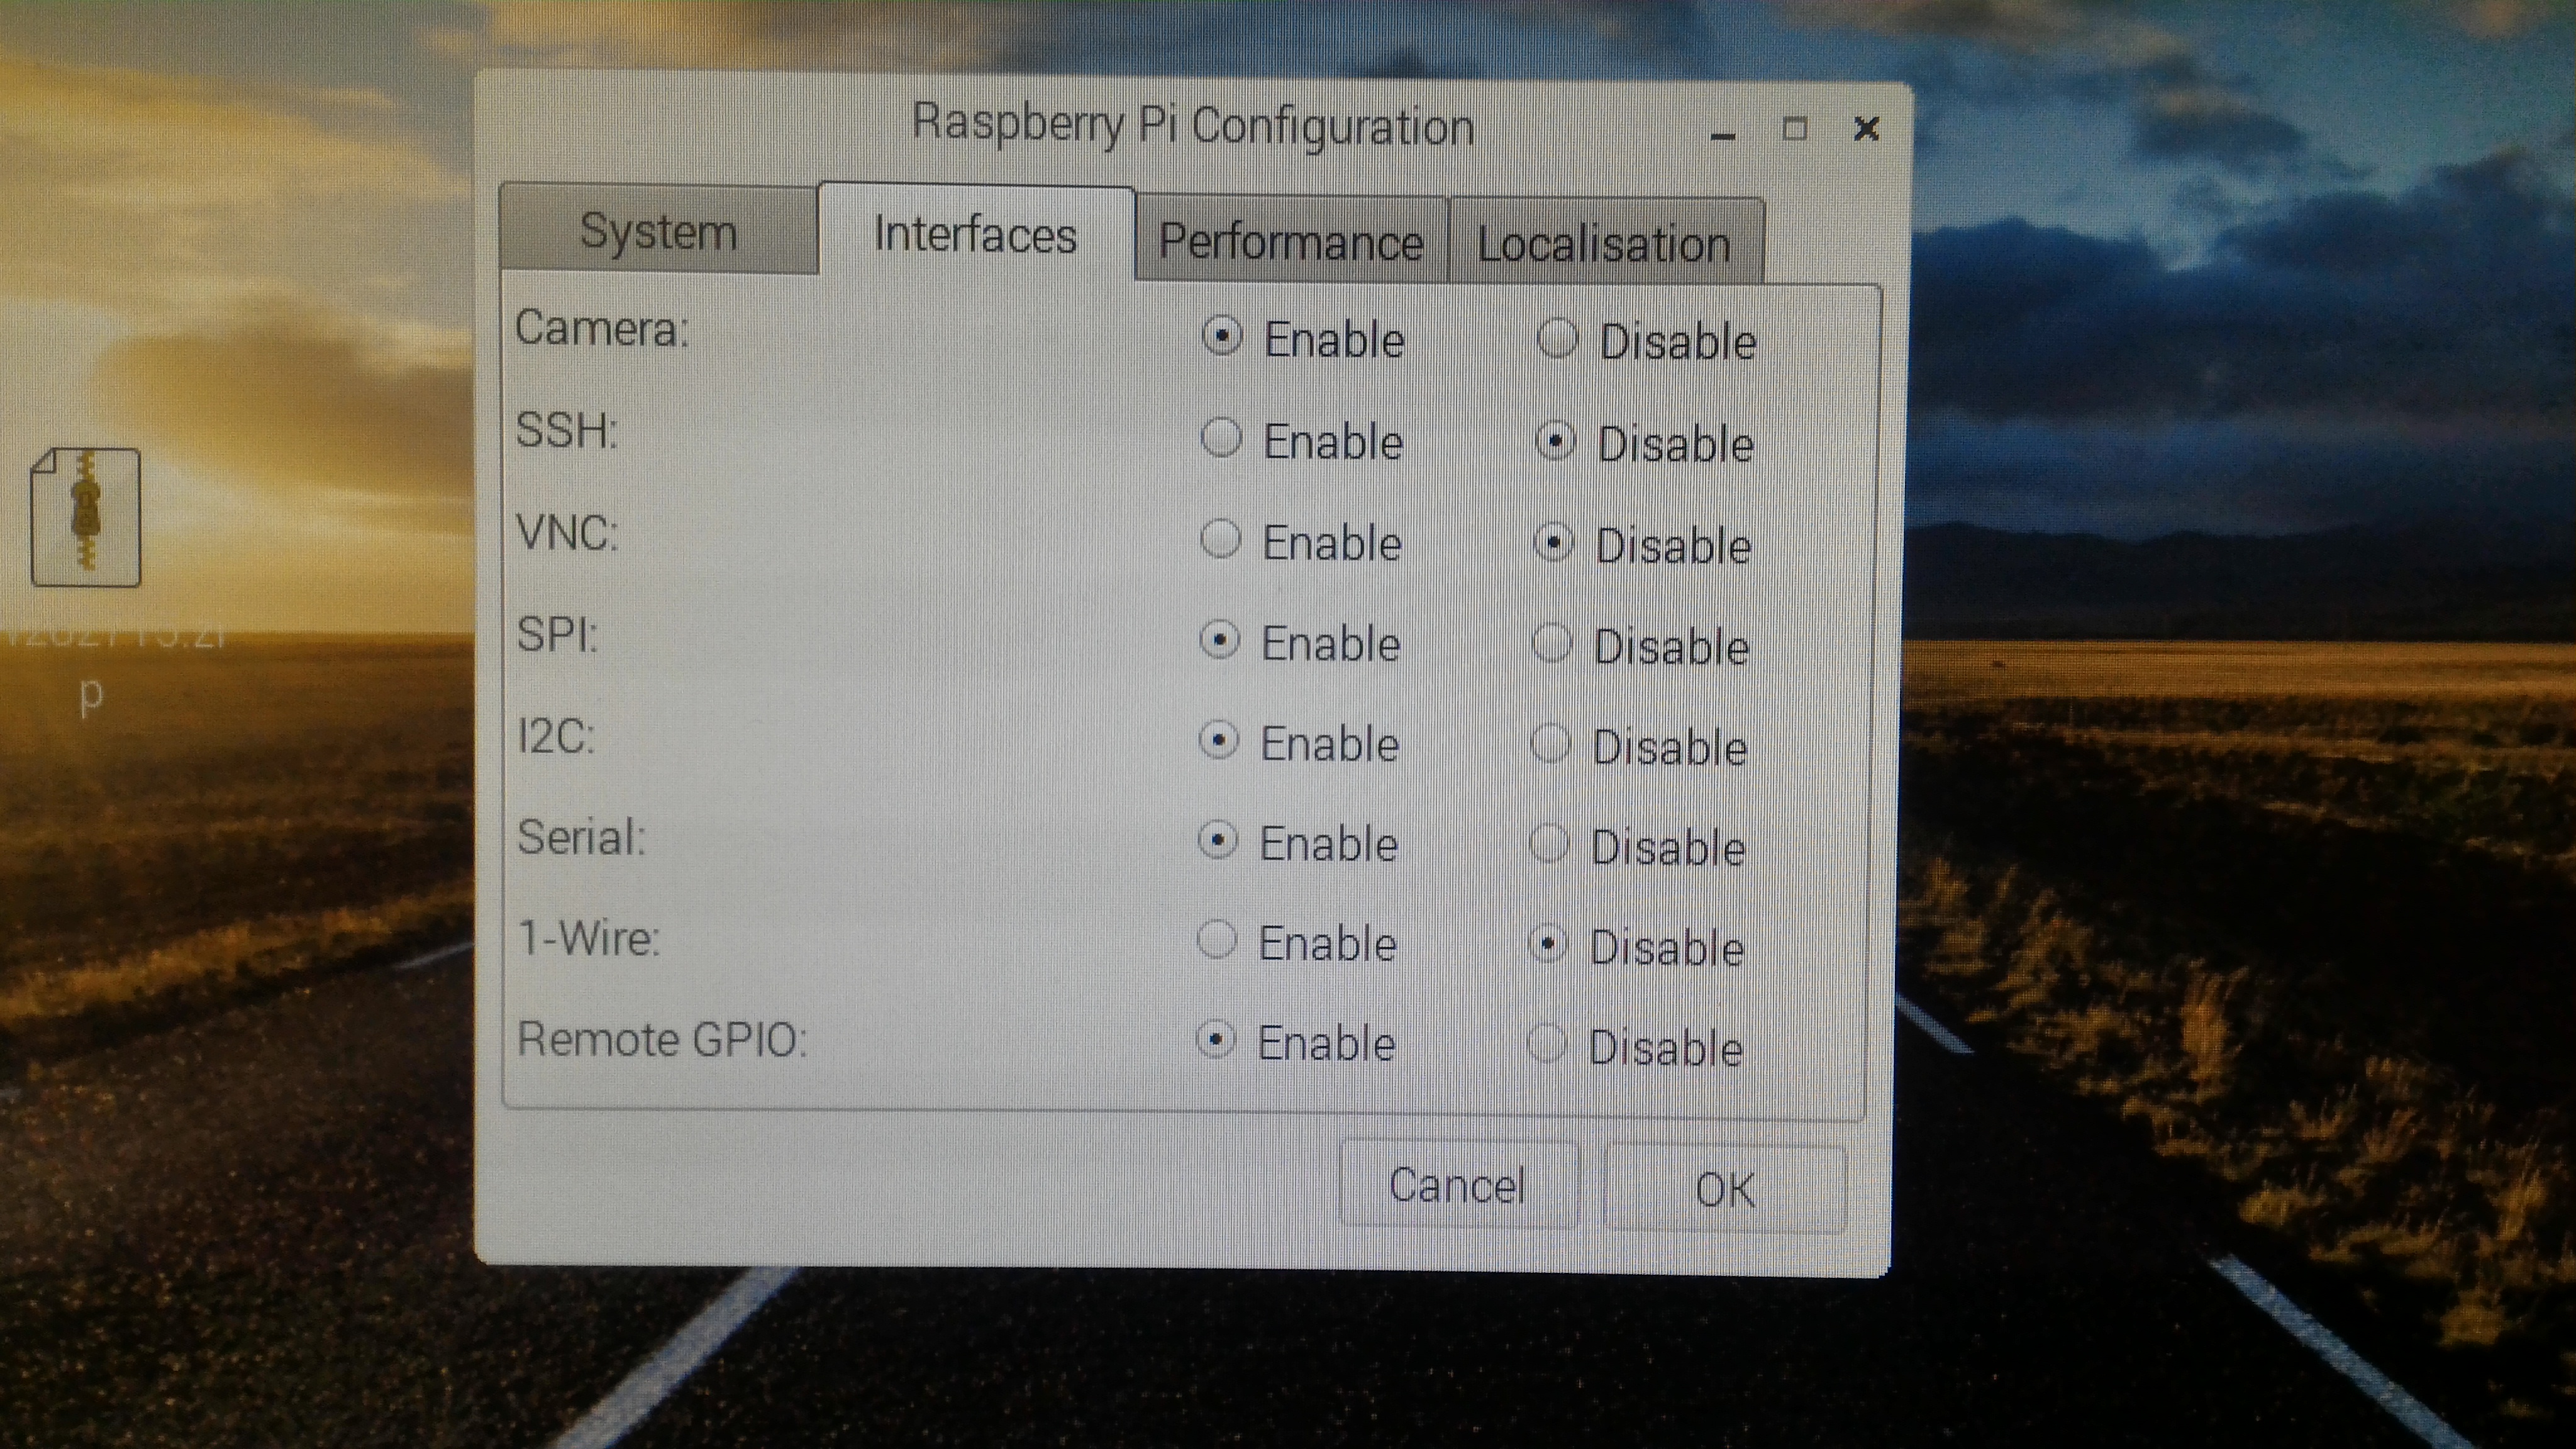 Raspberry Pi Configuration
System Interfaces Performance Localisation
Camera: Enable Disable
SSH: Enable Disable
VNC: Enable Disable
SPI: Enable Disable
I2C: Enable Disable
Serial: Enable Disable
1-Wire: Enable Disable
Remote GPIO: Enable Disable
Cancel OK
p